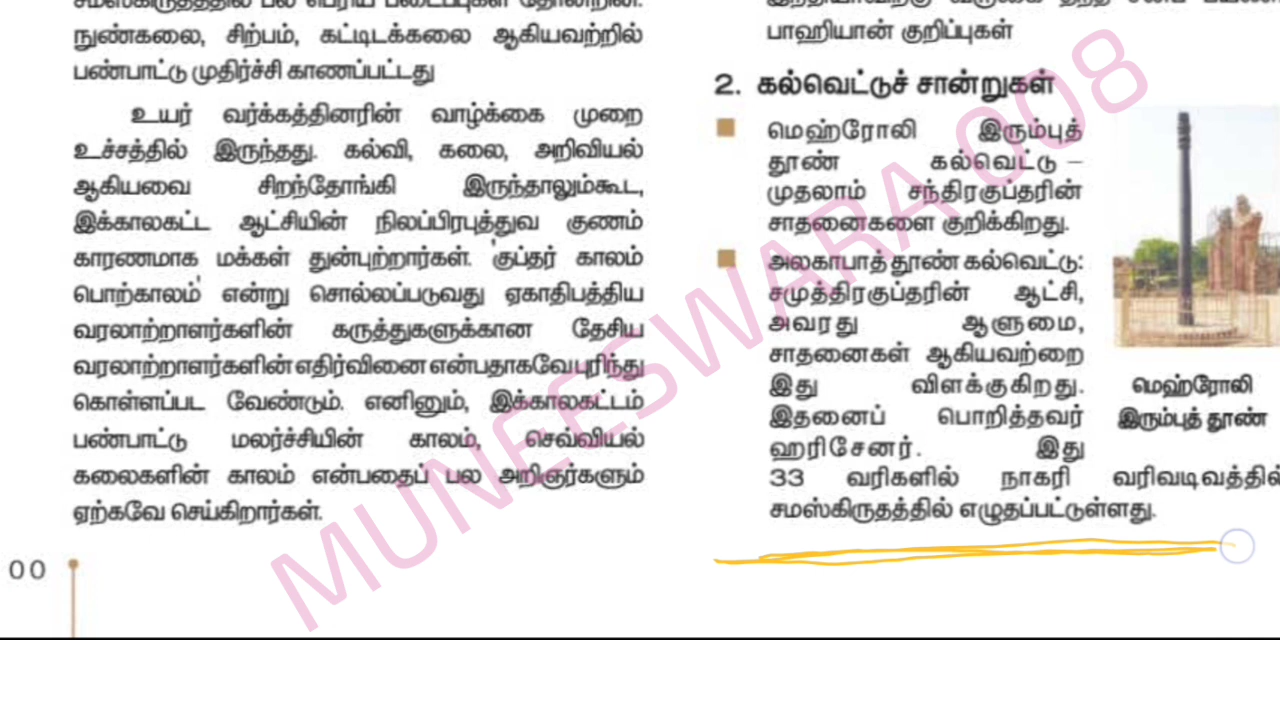 நுண்கலை, சிற்பம், கட்டிடக்கலை ஆகியவற்றில்
பண்பாட்டு முதிர்ச்சி காணப்பட்டது
உயர் வர்க்கத்தினரின் வாழ்க்கை முறை
உச்சத்தில் இருந்தது. கல்வி, கலை, அறிவியல்
ஆகியவை சிறந்தோங்கி இருந்தாலும்கூட,
இக்காலகட்ட ஆட்சியின் நிலப்பிரபுத்துவ குணம்
காரணமாக மக்கள் துன்புற்றார்கள். 'குப்தர் காலம்
பொற்காலம்' என்று சொல்லப்படுவது ஏகாதிபத்திய
வரலாற்றாளர்களின் கருத்துகளுக்கான தேசிய
வரலாற்றாளர்களின் எதிர்வினை என்பதாகவே புரிந்து
கொள்ளப்பட வேண்டும். எனினும், இக்காலகட்டம்
பண்பாட்டு மலர்ச்சியின் காலம், செவ்வியல்
கலைகளின் காலம் என்பதைப் பல அறிஞர்களும்
ஏற்கவே செய்கிறார்கள்.
00
பாஹியான் குறிப்புகள்
2. கல்வெட்டுச் சான்றுகள்
மெஹ்ரோலி இரும்புத்
தூண் கல்வெட்டு –
முதலாம் சந்திரகுப்தரின்
சாதனைகளை குறிக்கிறது.
அலகாபாத் தூண் கல்வெட்டு:
சமுத்திரகுப்தரின் ஆட்சி,
அவரது ஆளுமை,
சாதனைகள் ஆகியவற்றை
இது விளக்குகிறது.
இதனைப் பொறித்தவர்
ஹரிசேனர். இது
33 வரிகளில் நாகரி வரிவடிவத்தில்
சமஸ்கிருதத்தில் எழுதப்பட்டுள்ளது.
மெஹ்ரோலி
இரும்புத் தூண்
MUNEESWARA 008